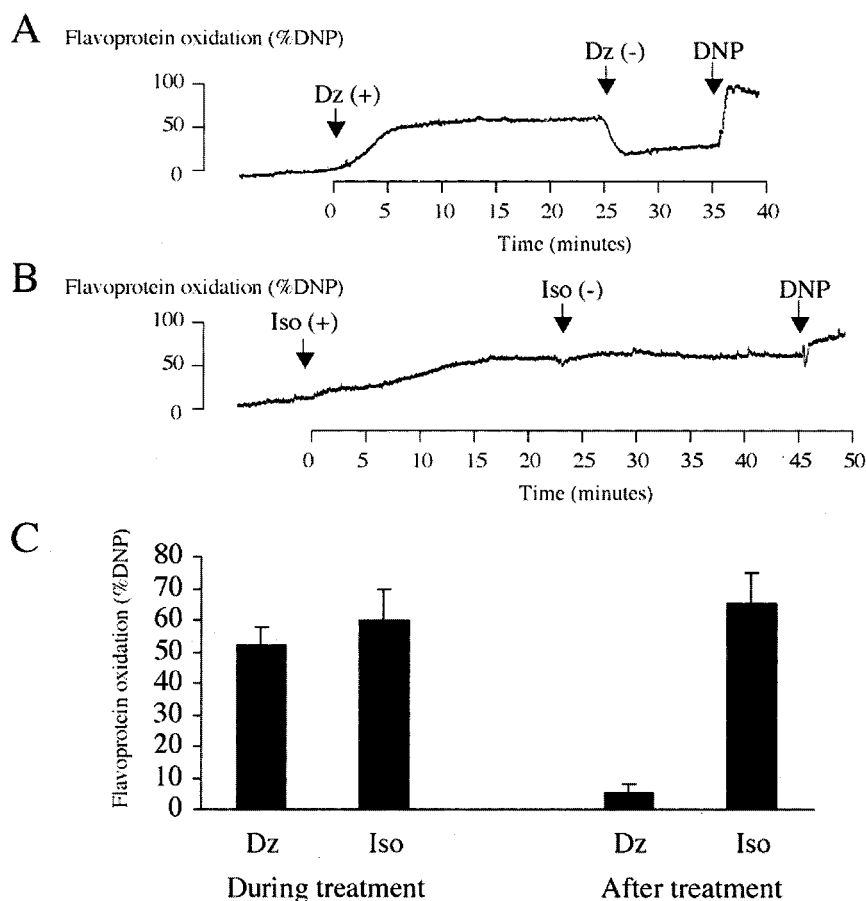 A
Flavoprotein oxidation (%DNP)
Dz (+)
Dz (-)
DNP
100
50
0
0 5 10 15 20 25 30 35 40
Time (minutes)
B
Flavoprotein oxidation (%DNP)
Iso (+)
Iso (-)
DNP
100
50
0
0 5 10 15 20 25 30 35 40 45 50
Time (minutes)
C
Flavoprotein oxidation (%DNP)
80
70
60
50
40
30
20
10
0
Dz Iso Dz Iso
During treatment After treatment